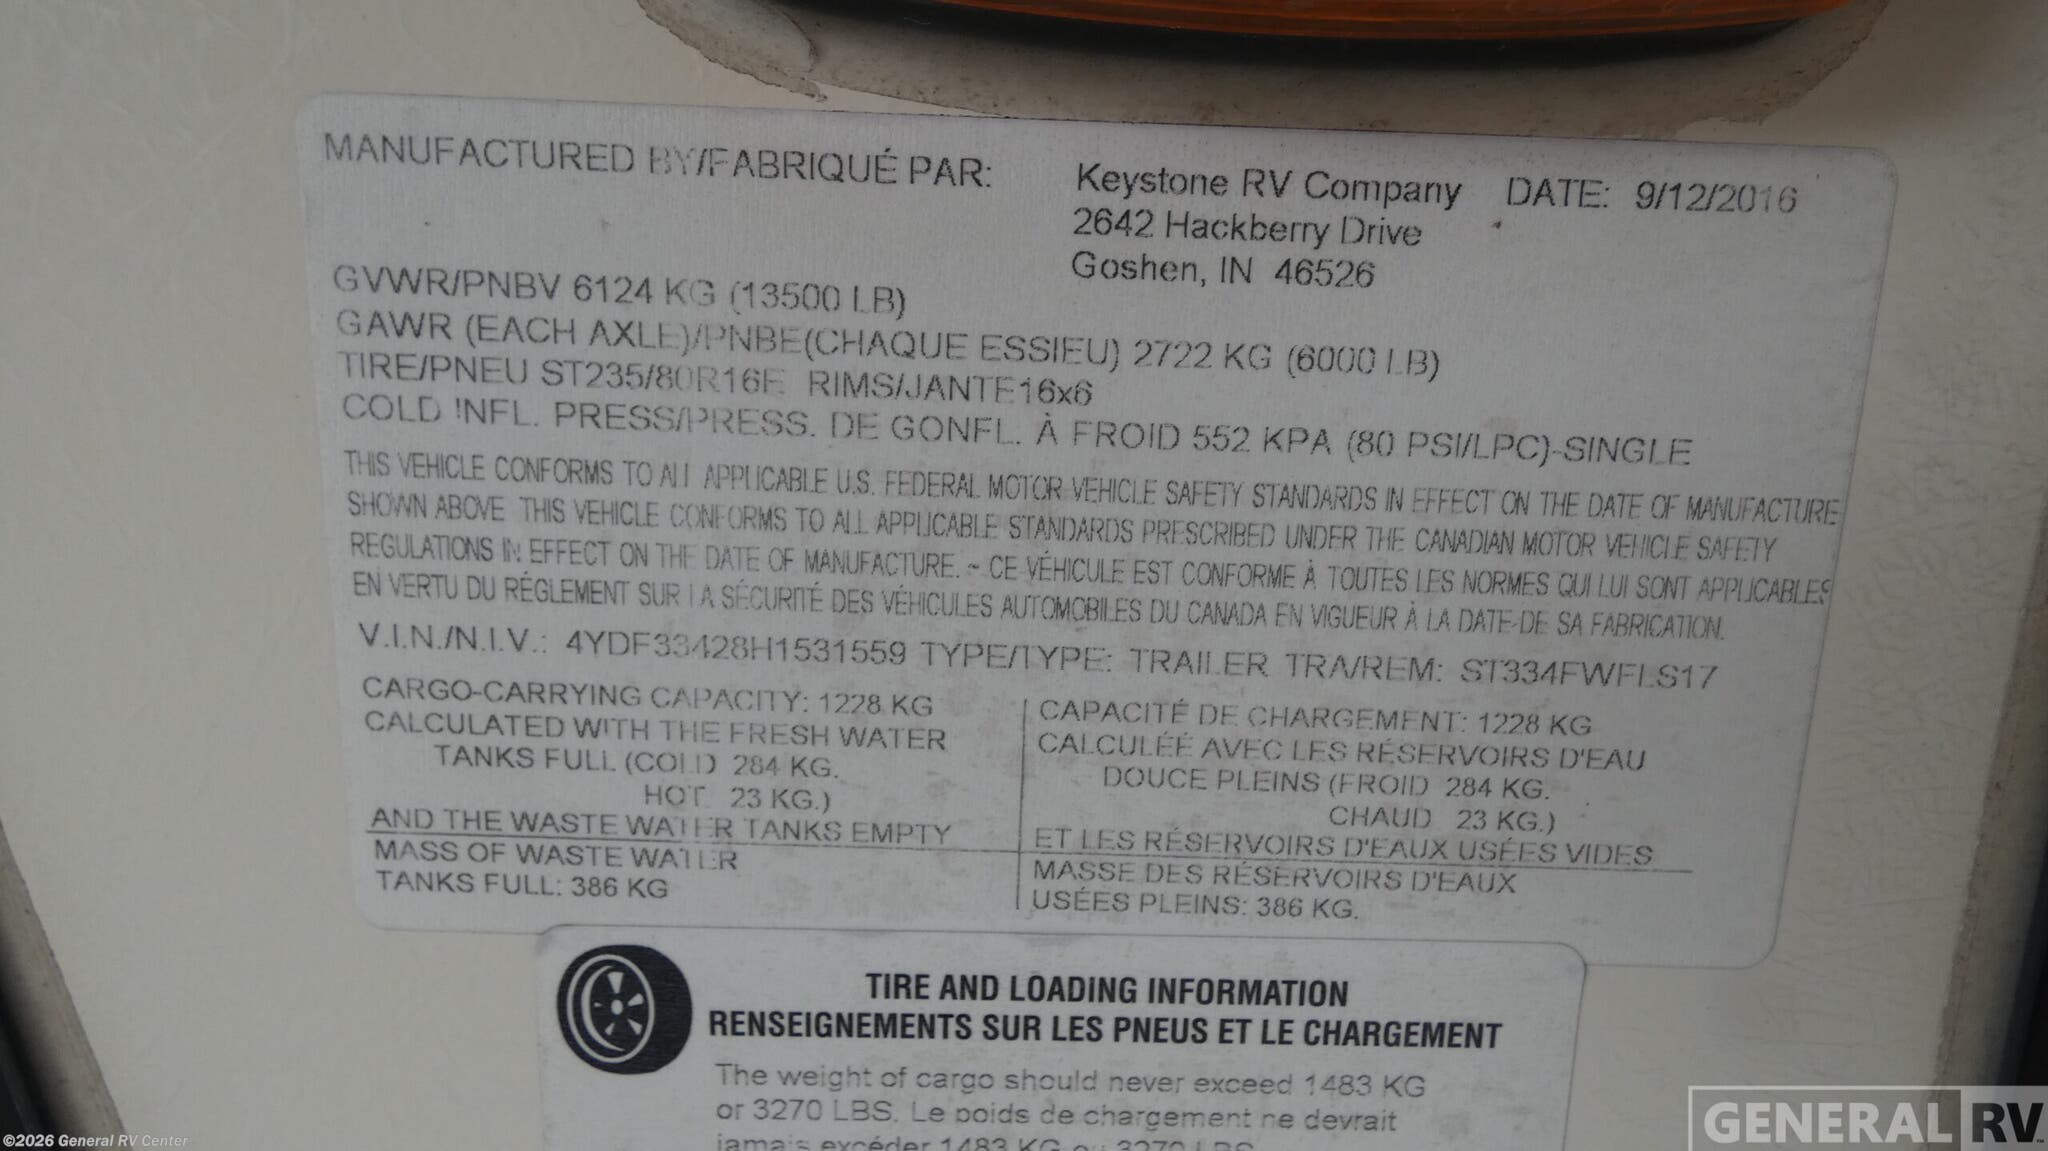 MANUFACTURED BY/FABRIQUÉ PAR: Keystone RV Company DATE: 9/12/2016
2642 Hackberry Drive
Goshen, IN 46526
GVWR/PNBV 6124 KG (13500 LB)
GAWR (EACH AXLE)/PNBE(CHAQUE ESSIEU) 2722 KG (6000 LB)
TIRE/PNEU ST235/80R16E RIMS/JANTE16x6
COLD INFL. PRESS/PRESS. DE GONFL. À FROID 552 KPA (80 PSI/LPC)-SINGLE
THIS VEHICLE CONFORMS TO ALL APPLICABLE U.S. FEDERAL MOTOR VEHICLE SAFETY STANDARDS IN EFFECT ON THE DATE OF MANUFACTURE
SHOWN ABOVE THIS VEHICLE CONFORMS TO ALL APPLICABLE STANDARDS PRESCRIBED UNDER THE CANADIAN MOTOR VEHICLE SAFETY
REGULATIONS IN EFFECT ON THE DATE OF MANUFACTURE. ~ CE VÉHICULE EST CONFORME À TOUTES LES NORMES QUI LUI SONT APPLICABLES
EN VERTU DU RÉGLEMENT SUR LA SÉCURITÉ DES VÉHICULES AUTOMOBILES DU CANADA EN VIGUEUR À LA DATE-DE SA FABRICATION.
V.I.N./N.I.V.: 4YDF33428H1531559 TYPE/TYPE: TRAILER TRA/REM: ST334FWFLS17
CARGO-CARRYING CAPACITY: 1228 KG
CALCULATED WITH THE FRESH WATER
TANKS FULL (COLD 284 KG.
HOT 23 KG.)
AND THE WASTE WATER TANKS EMPTY
MASS OF WASTE WATER
TANKS FULL: 386 KG
CAPACITÉ DE CHARGEMENT: 1228 KG
CALCULÉE AVEC LES RÉSERVOIRS D'EAU
DOUCE PLEINS (FROID 284 KG.
CHAUD 23 KG.)
ET LES RÉSERVOIRS D'EAUX USÉES VIDES
MASSE DES RÉSERVOIRS D'EAUX
USÉES PLEINS: 386 KG.
TIRE AND LOADING INFORMATION
RENSEIGNEMENTS SUR LES PNEUS ET LE CHARGEMENT
The weight of cargo should never exceed 1483 KG
or 3270 LBS. Le poids de chargement ne devrait
jamais excéder 1483 KG ou 3270 LBS.
©2026 General RV Center
GENERAL RV